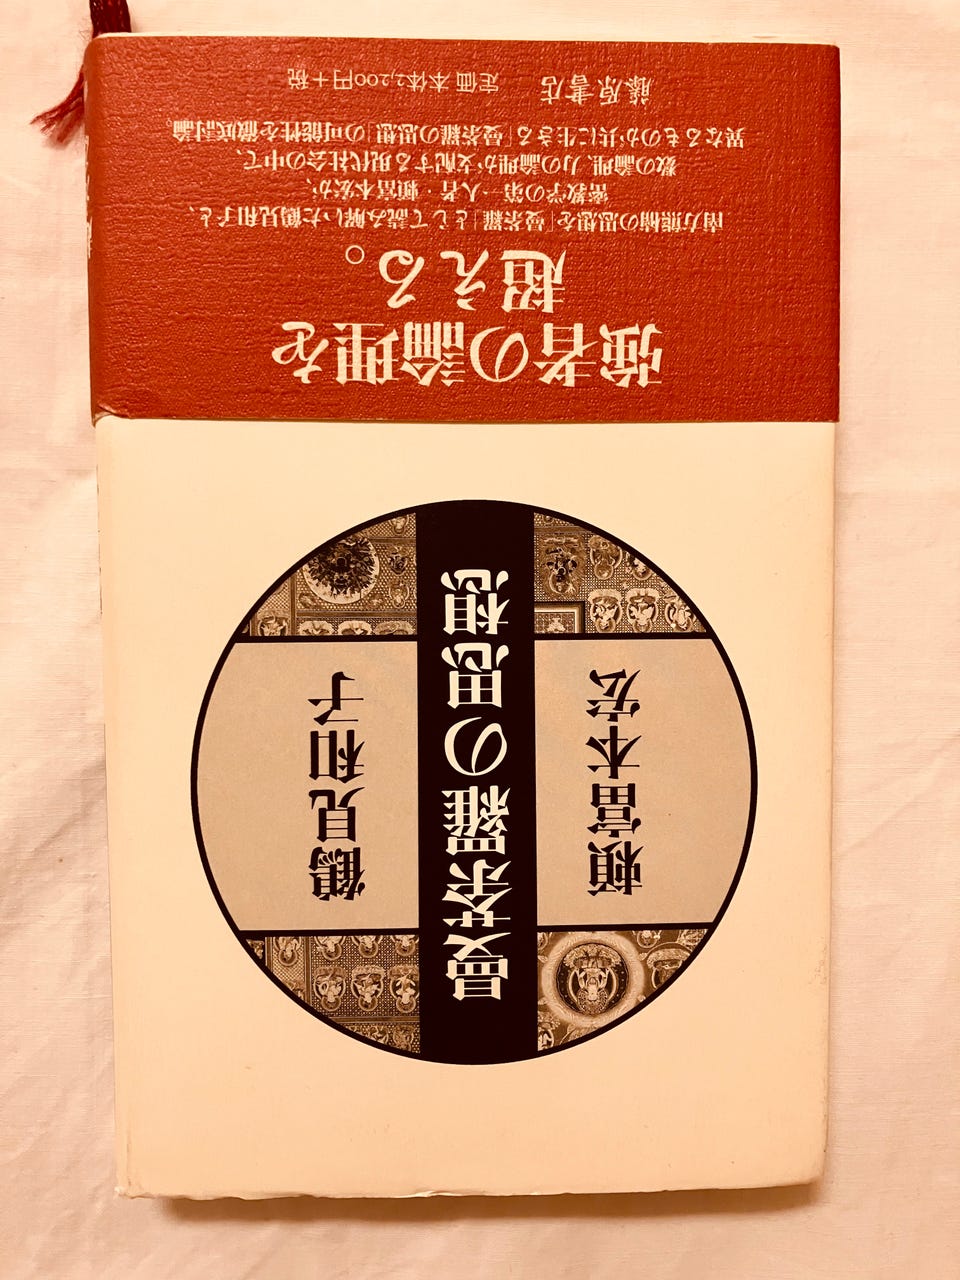 鶴見和子
曼荼羅の思想
頼富本宏
強者の論理を
超える。
南方熊楠の思想を「曼荼羅」として読み解いた鶴見和子と、
密教学の第一人者・頼富本宏が、
数の論理、力の論理が支配する現代社会の中で、
異なるものが共に生きる「曼荼羅の思想」の可能性を徹底討論。
藤原書店 定価 本体2,200円+税